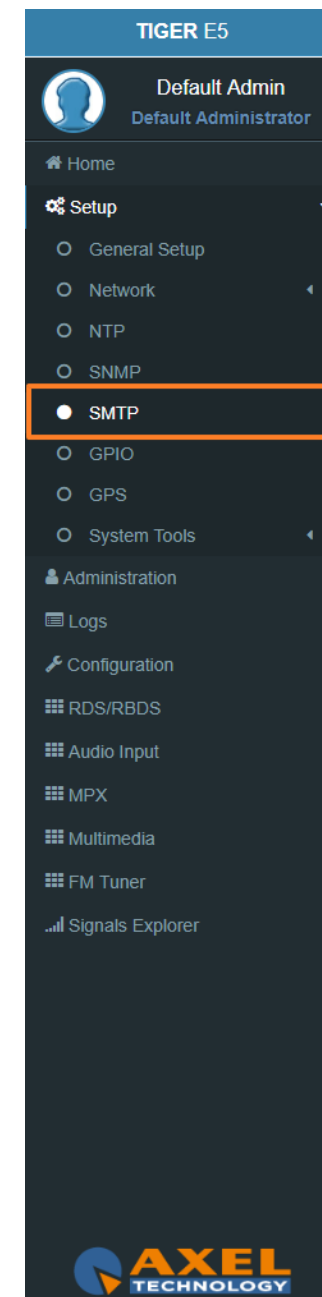 TIGER E5
Default Admin
Default Administrator
Home
Setup
General Setup
Network
NTP
SNMP
SMTP
GPIO
GPS
System Tools
Administration
Logs
Configuration
RDS/RBDS
Audio Input
MPX
Multimedia
FM Tuner
Signals Explorer
AXEL
TECHNOLOGY